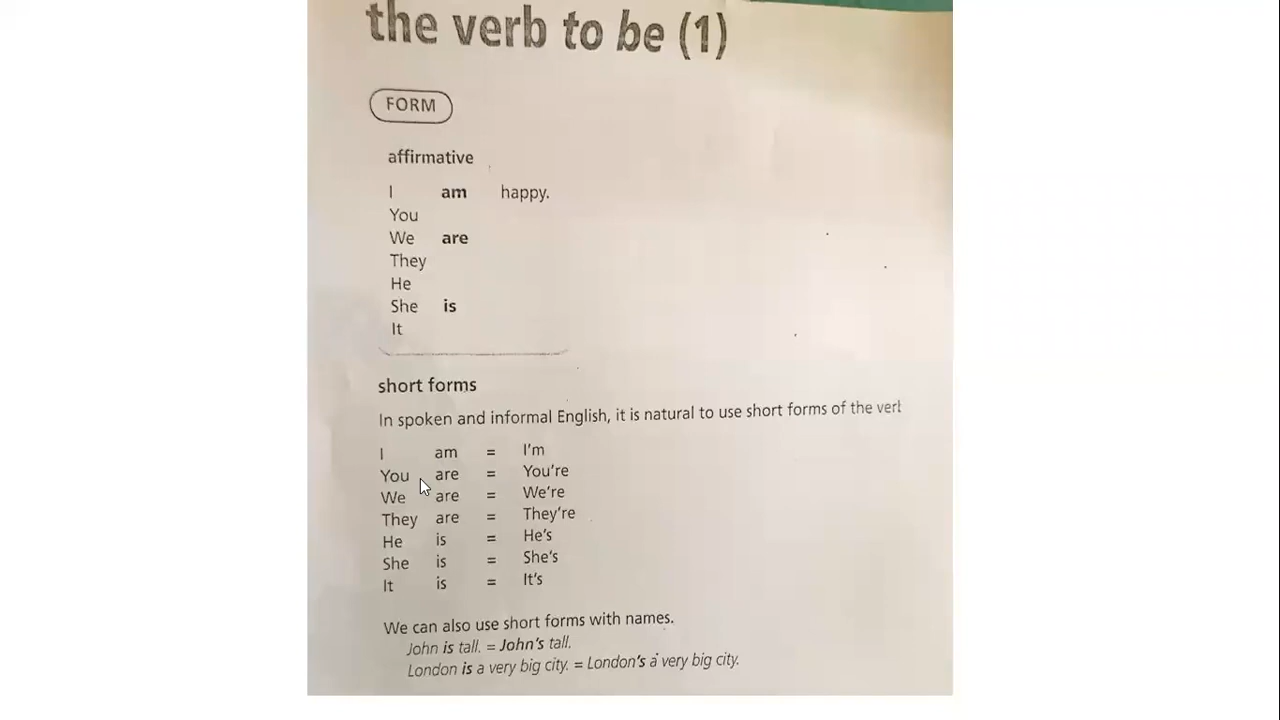 the verb to be (1)
FORM
affirmative
I am happy.
You
We are
They
He
She is
It
short forms
In spoken and informal English, it is natural to use short forms of the
I am = I'm
You are = You're
We are = We're
They are = They're
He is = He's
She is = She's
It is = It's
We can also use short forms with names.
John is tall. = John's tall.
London is a very big city. = London's a very big city.